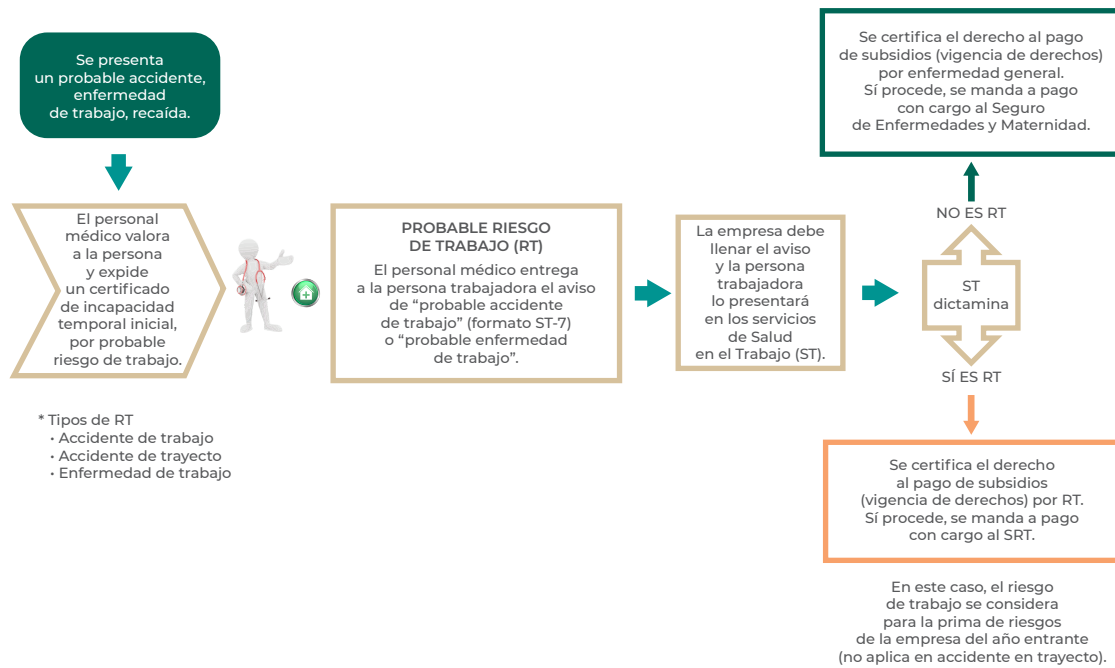 Se presenta
un probable accidente,
enfermedad
de trabajo, recaída.
El personal
médico valora
a la persona
y expide
un certificado
de incapacidad
temporal inicial,
por probable
riesgo de trabajo.
* Tipos de RT
• Accidente de trabajo
• Accidente de trayecto
• Enfermedad de trabajo
PROBABLE RIESGO
DE TRABAJO (RT)
El personal médico entrega
a la persona trabajadora el aviso
de “probable accidente
de trabajo” (formato ST-7)
o “probable enfermedad
de trabajo”.
La empresa debe
llenar el aviso
y la persona
trabajadora
lo presentará
en los servicios
de Salud
en el Trabajo (ST).
ST
dictamina
NO ES RT
Se certifica el derecho al pago
de subsidios (vigencia de derechos)
por enfermedad general.
Sí procede, se manda a pago
con cargo al Seguro
de Enfermedades y Maternidad.
SÍ ES RT
Se certifica el derecho
al pago de subsidios
(vigencia de derechos) por RT.
Sí procede, se manda a pago
con cargo al SRT.
En este caso, el riesgo
de trabajo se considera
para la prima de riesgos
de la empresa del año entrante
(no aplica en accidente en trayecto).